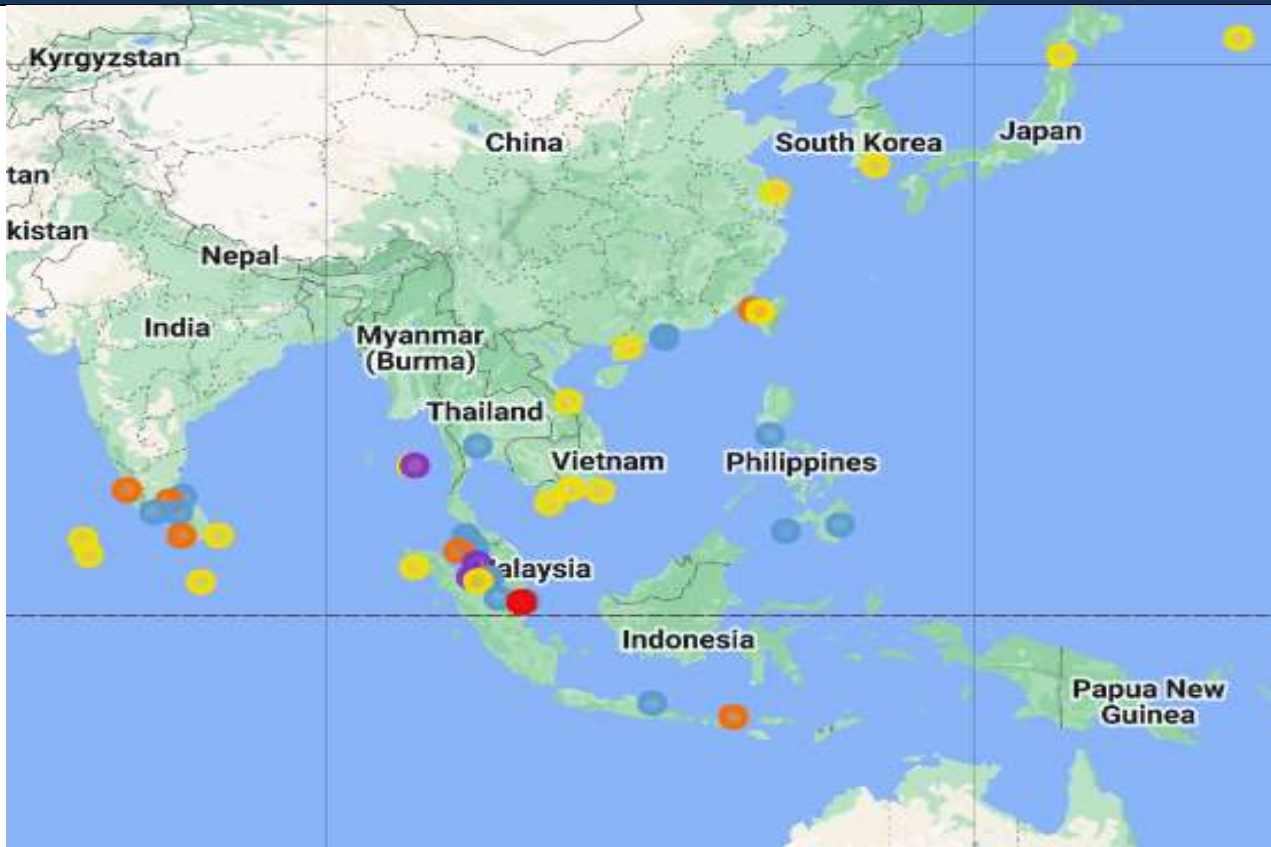 Kyrgyzstan
China
South Korea
Japan
tan
kistan
Nepal
India
Myanmar
(Burma)
Thailand
Vietnam
Philippines
alaysia
Indonesia
Papua New
Guinea